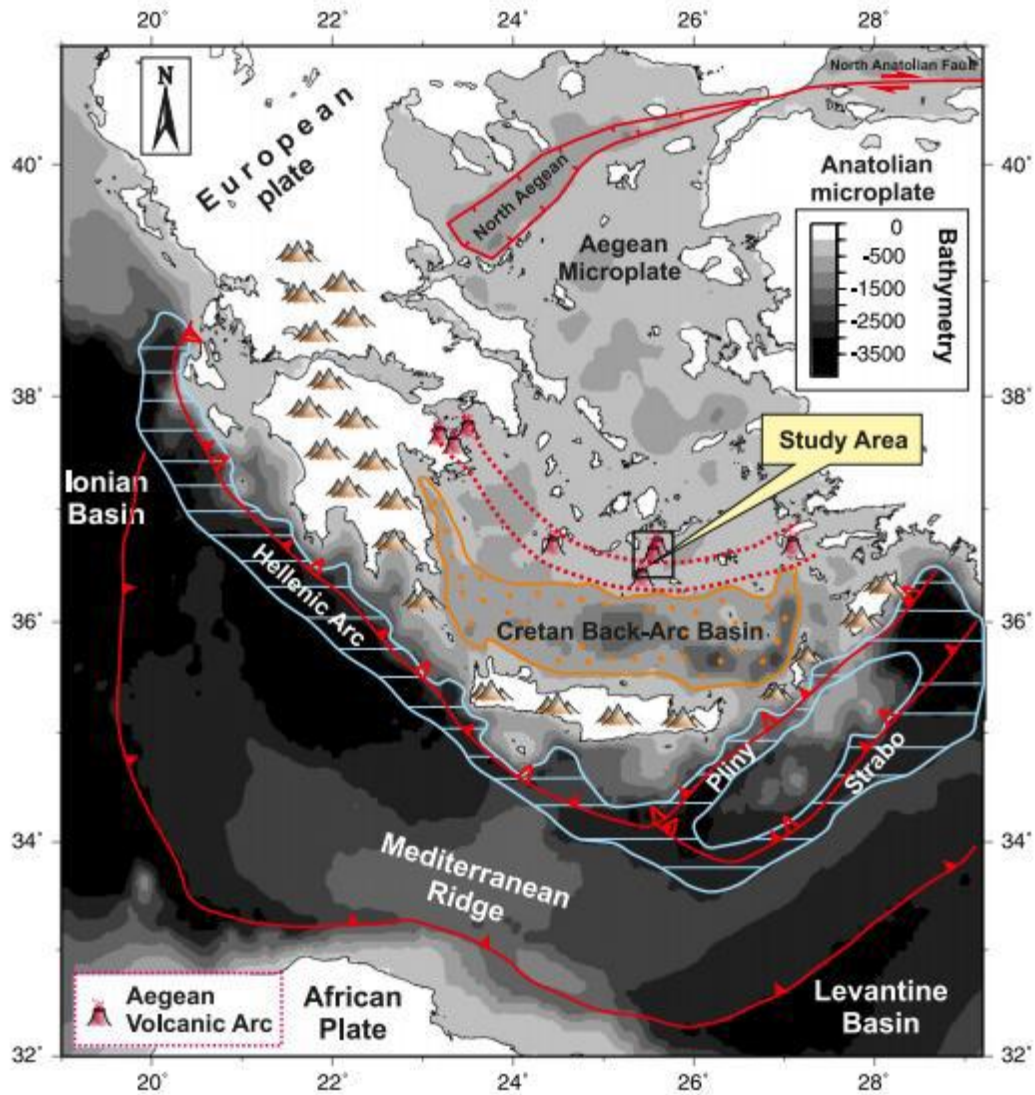 20˚ 22˚ 24˚ 26˚ 28˚
N
North Anatolian Fault
European
plate
40˚
North Aegean
Anatolian
microplate
40˚
Aegean
Microplate
0
-500
-1500
-2500
-3500
Bathymetry
38˚
38˚
Study Area
Ionian
Basin
Hellenic Arc
36˚
Cretan Back-Arc Basin
36˚
Pliny
Strabo
34˚
34˚
Mediterranean
Ridge
Aegean
Volcanic Arc
African
Plate
Levantine
Basin
32˚
32˚
20˚ 22˚ 24˚ 26˚ 28˚